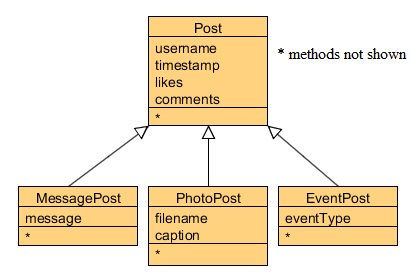 Post
username
timestamp
likes
comments
*
* methods not shown
MessagePost
message
*
PhotoPost
filename
caption
*
EventPost
eventType
*